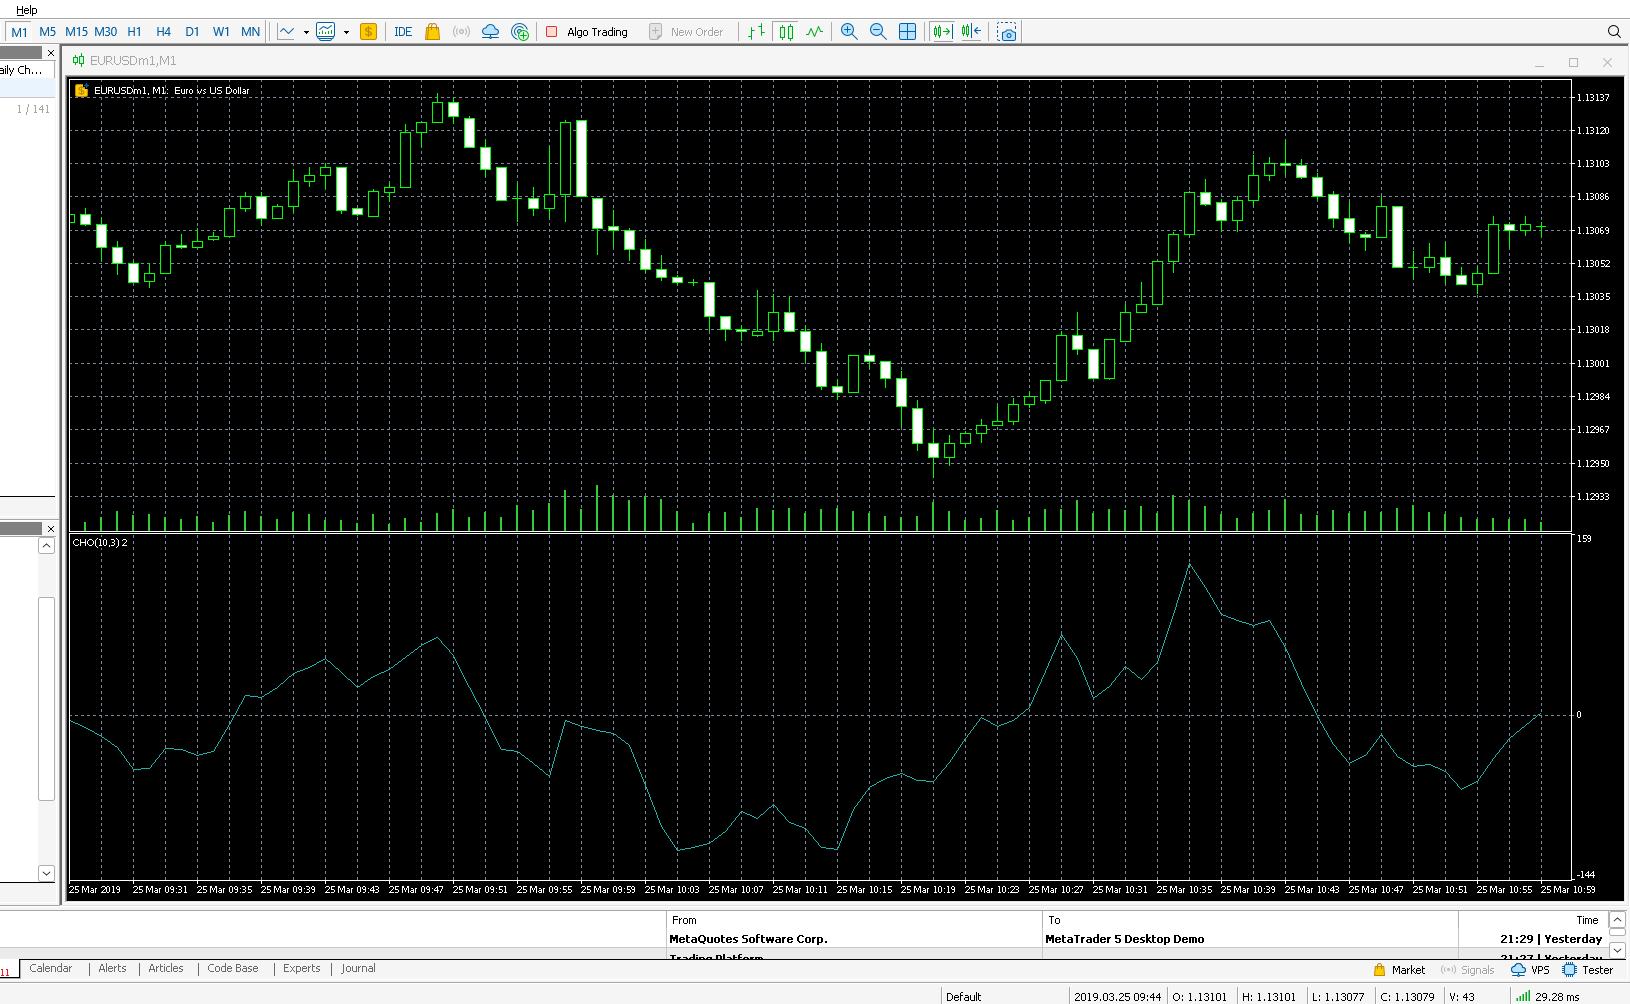 Help
M1 M5 M15 M30 H1 H4 D1 W1 MN $ IDE Algo Trading New Order
aily Ch...
1 / 141
EURUSDm1,M1
EURUSDm1, M1: Euro vs US Dollar
1.13137
1.13120
1.13103
1.13086
1.13069
1.13052
1.13035
1.13018
1.13001
1.12984
1.12967
1.12950
1.12933
CHO(10,3) 2
159
0
-144
25 Mar 2019 25 Mar 09:31 25 Mar 09:35 25 Mar 09:39 25 Mar 09:43 25 Mar 09:47 25 Mar 09:51 25 Mar 09:55 25 Mar 09:59 25 Mar 10:03 25 Mar 10:07 25 Mar 10:11 25 Mar 10:15 25 Mar 10:19 25 Mar 10:23 25 Mar 10:27 25 Mar 10:31 25 Mar 10:35 25 Mar 10:39 25 Mar 10:43 25 Mar 10:47 25 Mar 10:51 25 Mar 10:55 25 Mar 10:59
From To Time
MetaQuotes Software Corp. MetaTrader 5 Desktop Demo 21:29 | Yesterday
Trading Platform 21:27 | Yesterday
11 Calendar | Alerts | Articles | Code Base | Experts | Journal Market Signals VPS Tester
Default 2019.03.25 09:44 O: 1.13101 H: 1.13101 L: 1.13077 C: 1.13079 V: 43 29.28 ms